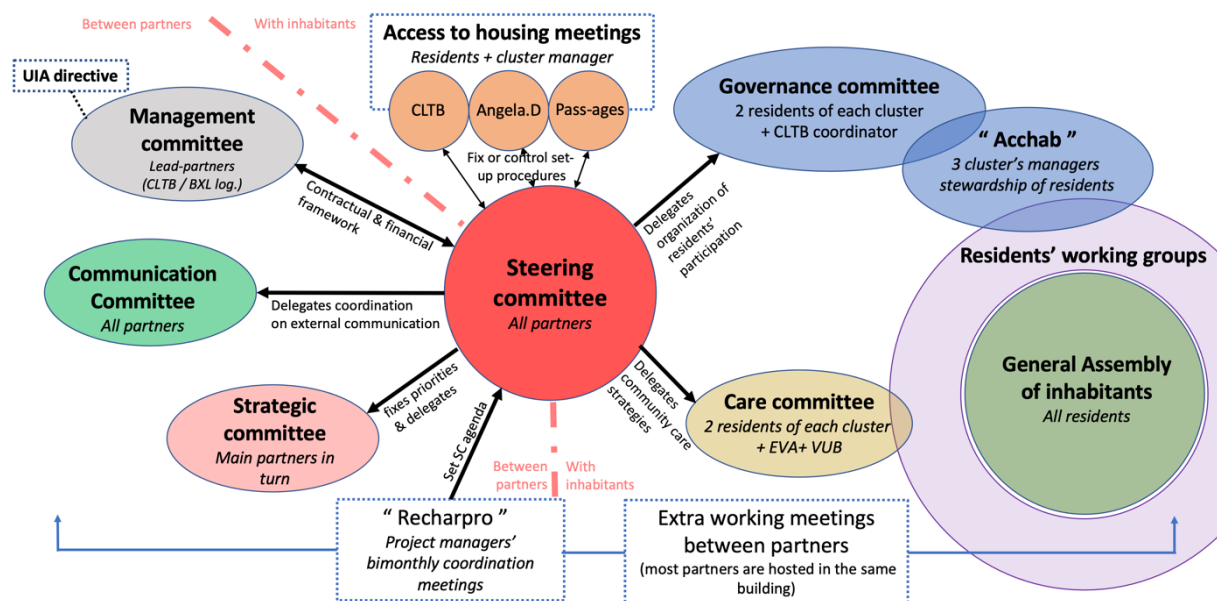 Between partners
With inhabitants
UIA directive
Management
committee
Lead-partners
(CLTB / BXL log.)
Access to housing meetings
Residents + cluster manager
CLTB
Angela.D
Pass-ages
Fix or control set-
up procedures
Governance committee
2 residents of each cluster
+ CLTB coordinator
“ Acchab ”
3 cluster’s managers
stewardship of residents
Contractual & financial
framework
Delegates
organization of
residents’
participation
Communication
Committee
All partners
Delegates coordination
on external communication
Steering
committee
All partners
Residents’ working groups
General Assembly
of inhabitants
All residents
Strategic
committee
Main partners in
turn
fixes priorities
& delegates
Set SC agenda
Delegates
community care
strategies
Care committee
2 residents of each cluster
+ EVA+ VUB
Between
partners
With
inhabitants
“ Recharpro ”
Project managers’
bimonthly coordination
meetings
Extra working meetings
between partners
(most partners are hosted in the same
building)